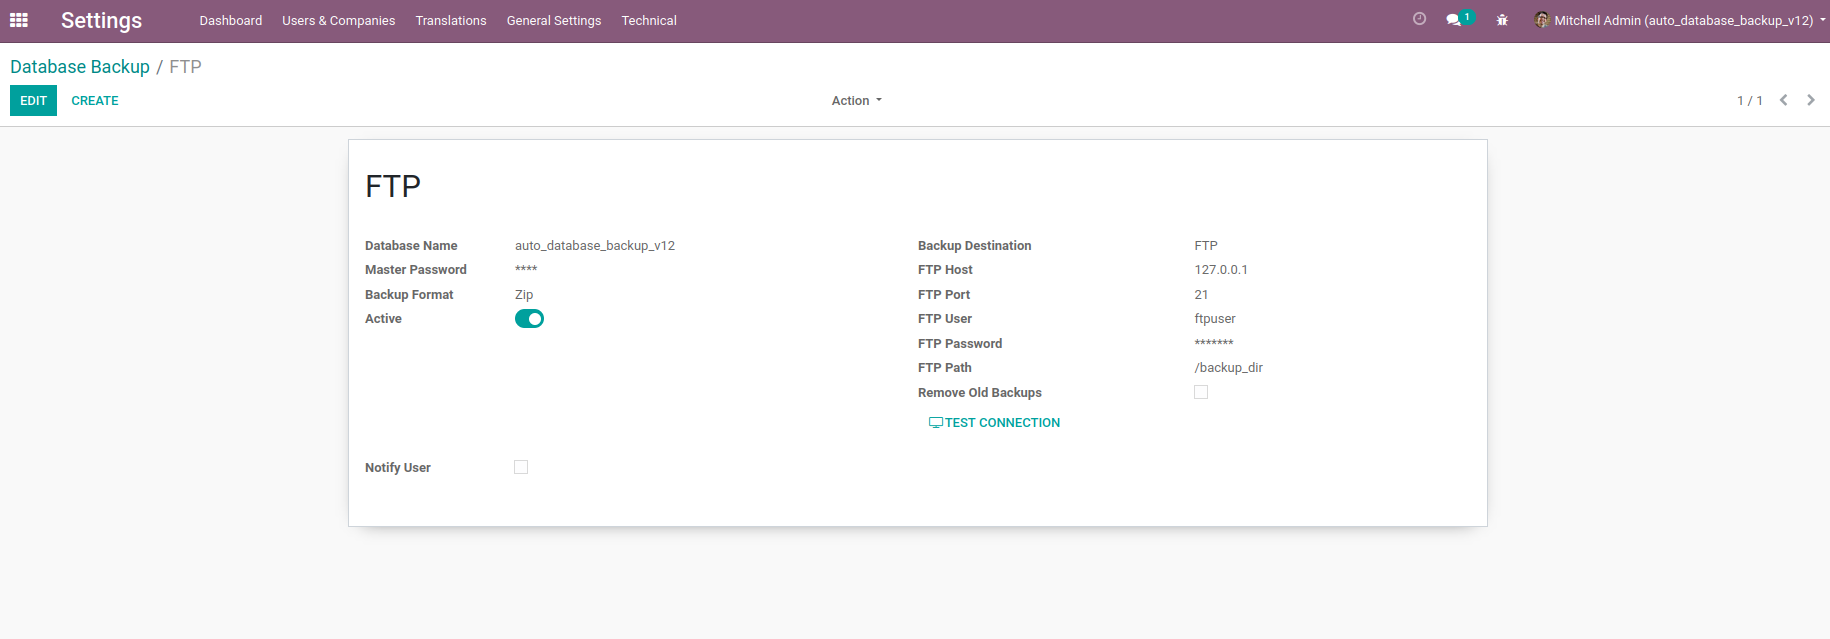 Settings Dashboard Users & Companies Translations General Settings Technical 1 Mitchell Admin (auto_database_backup_v12)
Database Backup / FTP
EDIT CREATE Action 1 / 1
FTP
Database Name auto_database_backup_v12
Master Password ****
Backup Format Zip
Active
Backup Destination FTP
FTP Host 127.0.0.1
FTP Port 21
FTP User ftpuser
FTP Password *******
FTP Path /backup_dir
Remove Old Backups
TEST CONNECTION
Notify User